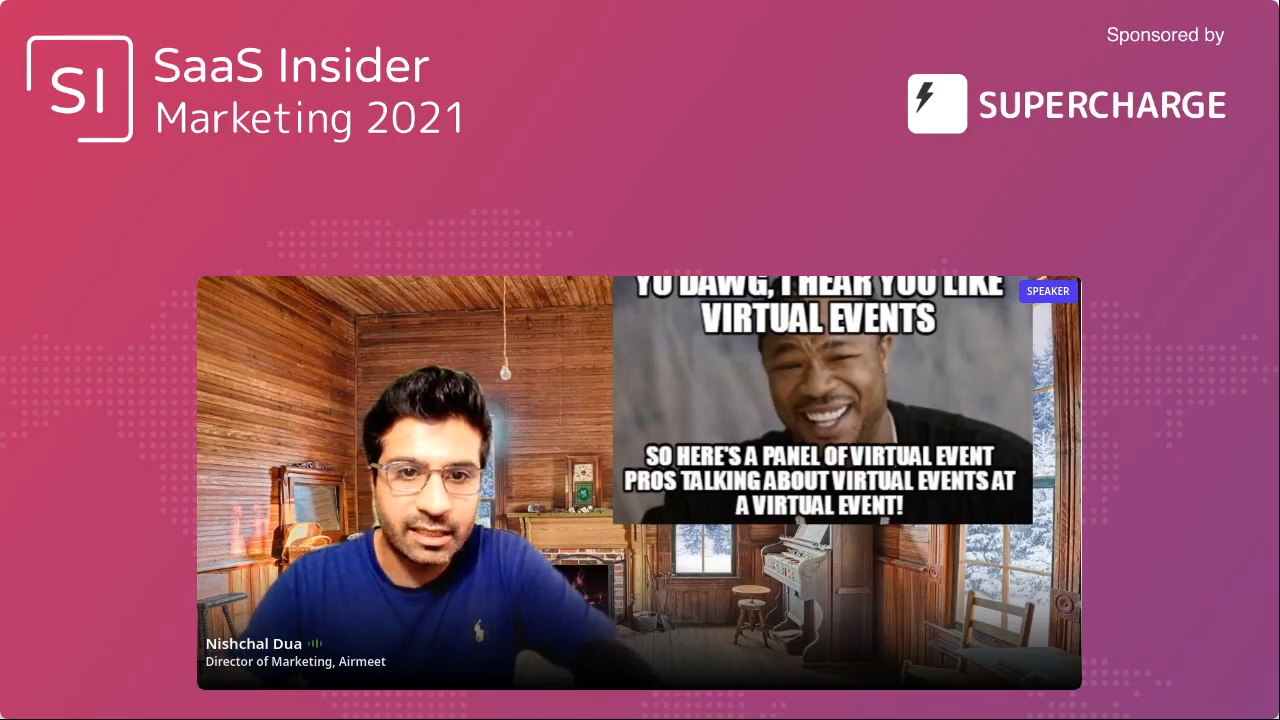 SI
SaaS Insider
Marketing 2021
Sponsored by
SUPERCHARGE
YO DAWG, I HEAR YOU LIKE
VIRTUAL EVENTS
SPEAKER
SO HERE'S A PANEL OF VIRTUAL EVENT
PROS TALKING ABOUT VIRTUAL EVENTS AT
A VIRTUAL EVENT!
Nishchal Dua
Director of Marketing, Airmeet